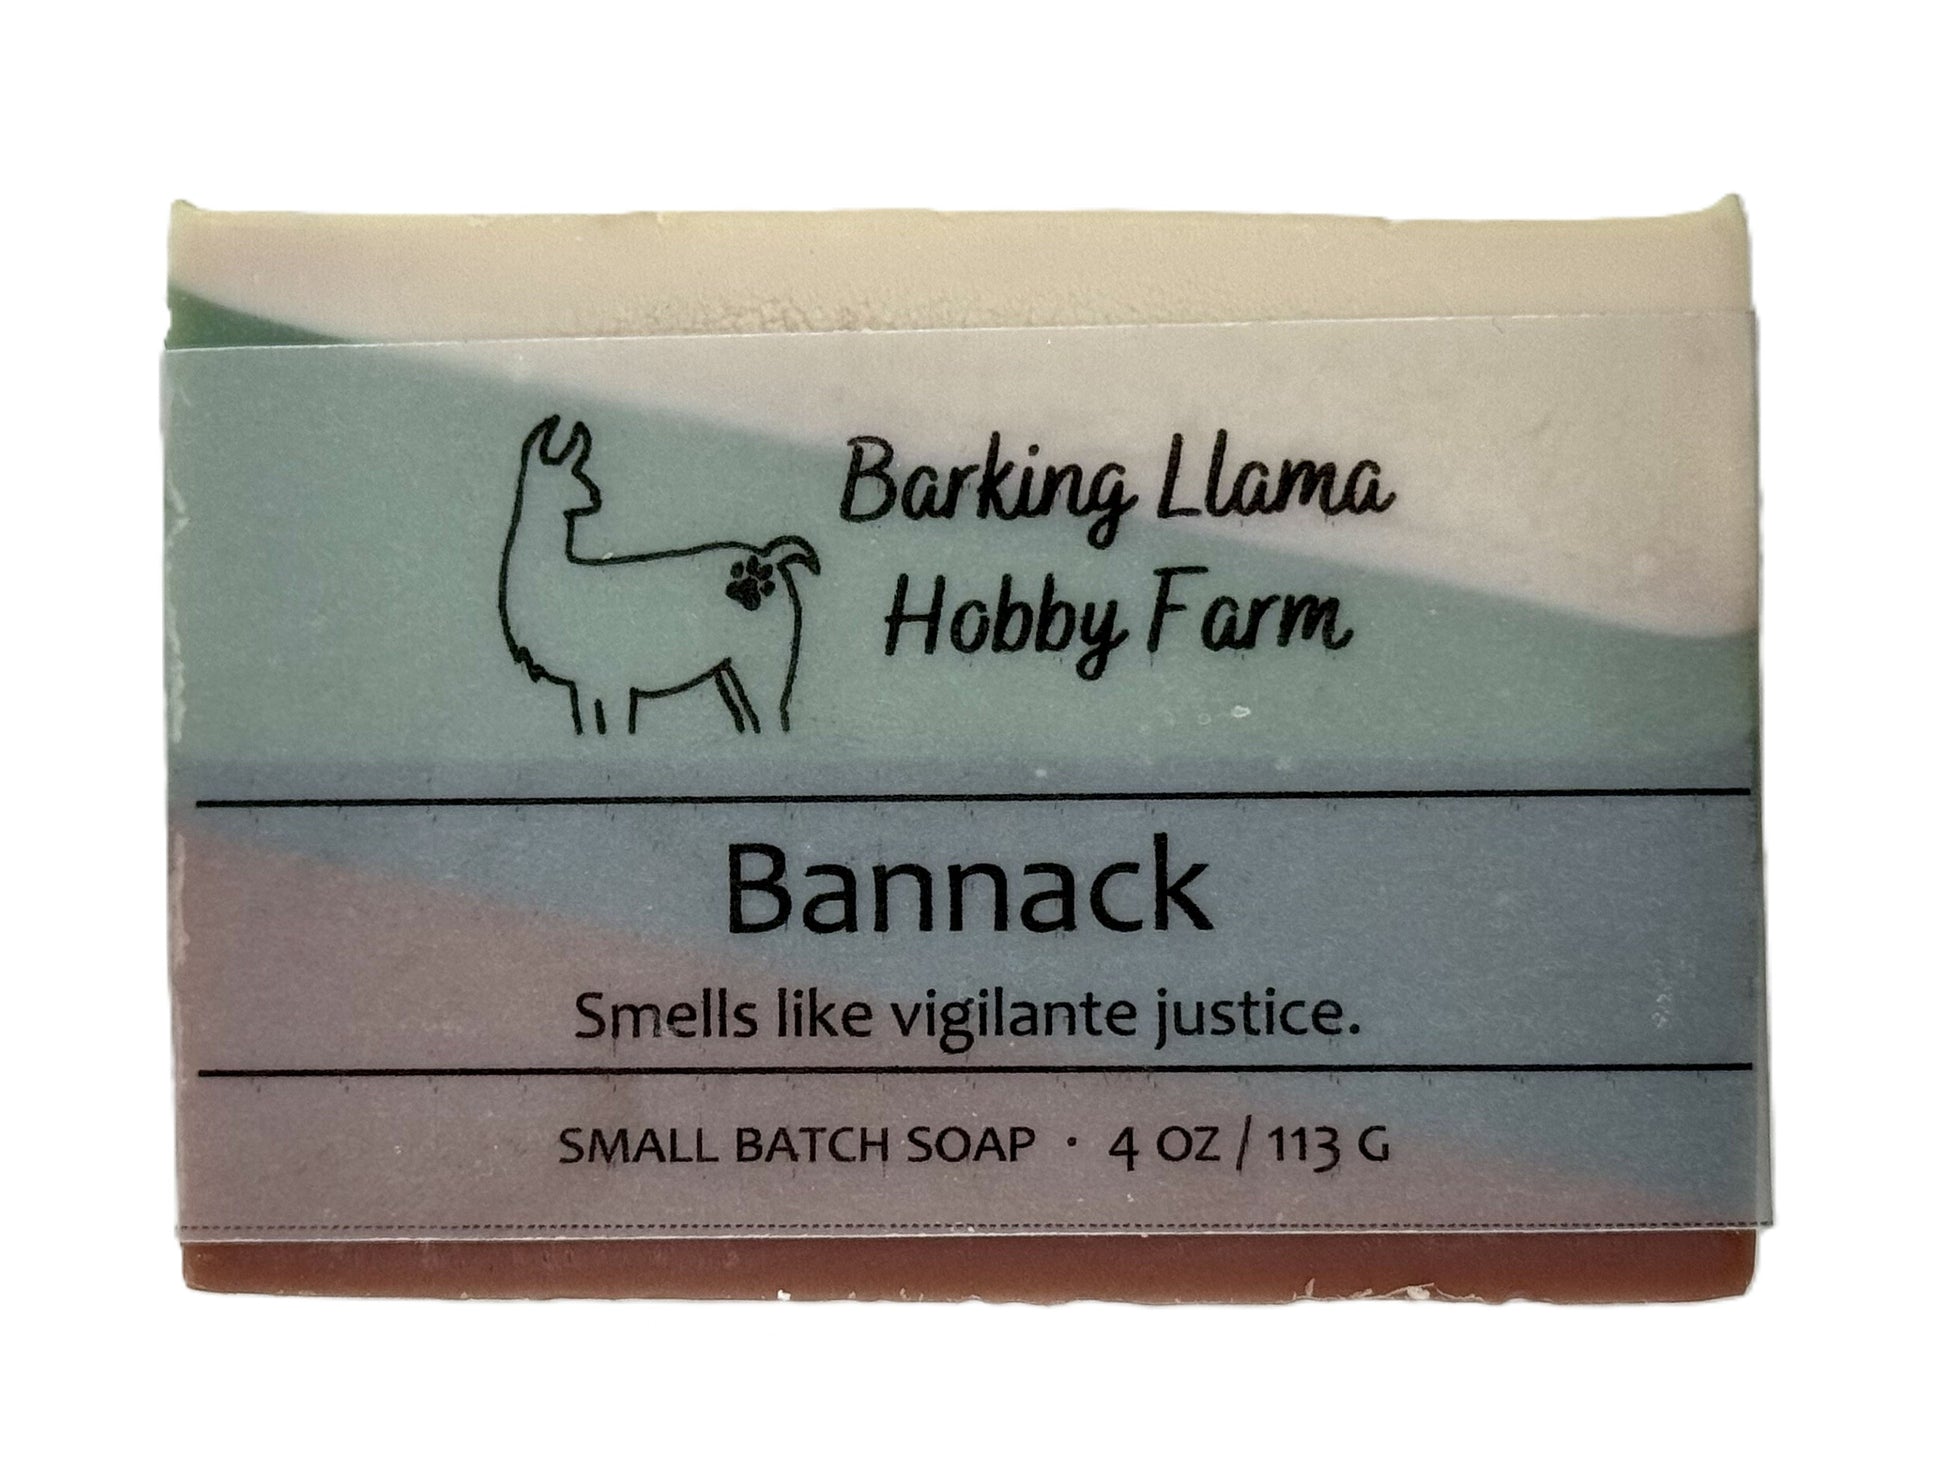 Barking Llama
Hobby Farm
Bannack
Smells like vigilante justice.
SMALL BATCH SOAP · 4 OZ / 113 G